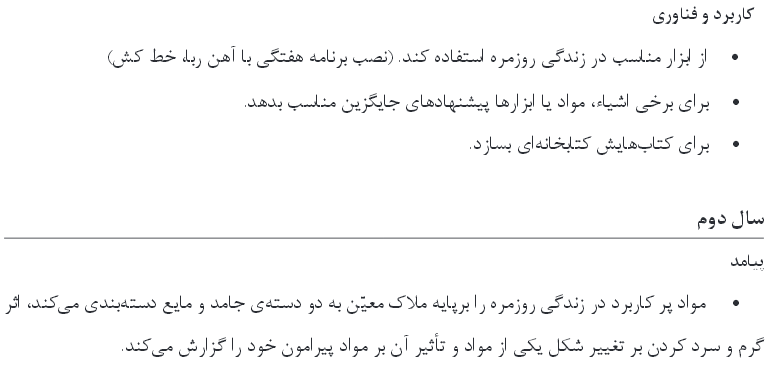 کاربرد و فناوری
• از ابزار مناسب در زندگی روزمره استفاده کند. (نصب برنامه هفتگی با آهن ربا، خط کش)
• برای برخی اشیاء، مواد یا ابزارها پیشنهادهای جایگزین مناسب بدهد.
• برای کتاب‌هایش کتابخانه‌ای بسازد.
سال دوم
پیامد
• مواد پر کاربرد در زندگی روزمره را برپایه ملاک معیّن به دو دسته‌ی جامد و مایع دسته‌بندی می‌کند، اثر
گرم و سرد کردن بر تغییر شکل یکی از مواد و تأثیر آن بر مواد پیرامون خود را گزارش می‌کند.